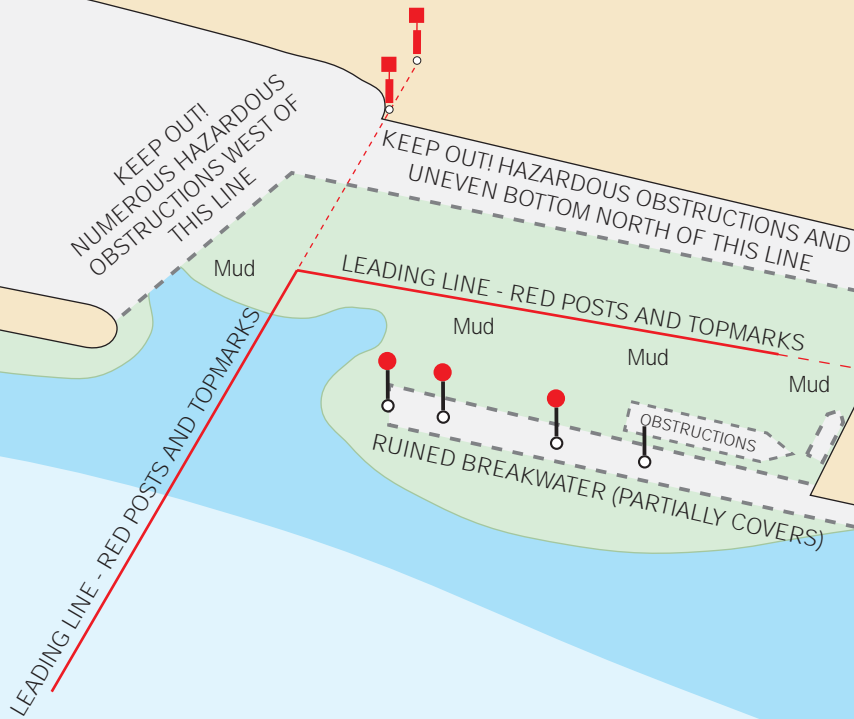 KEEP OUT!
NUMEROUS HAZARDOUS
OBSTRUCTIONS WEST OF
THIS LINE
KEEP OUT! HAZARDOUS OBSTRUCTIONS AND
UNEVEN BOTTOM NORTH OF THIS LINE
Mud
LEADING LINE - RED POSTS AND TOPMARKS
Mud
Mud
Mud
LEADING LINE - RED POSTS AND TOPMARKS
OBSTRUCTIONS
RUINED BREAKWATER (PARTIALLY COVERS)